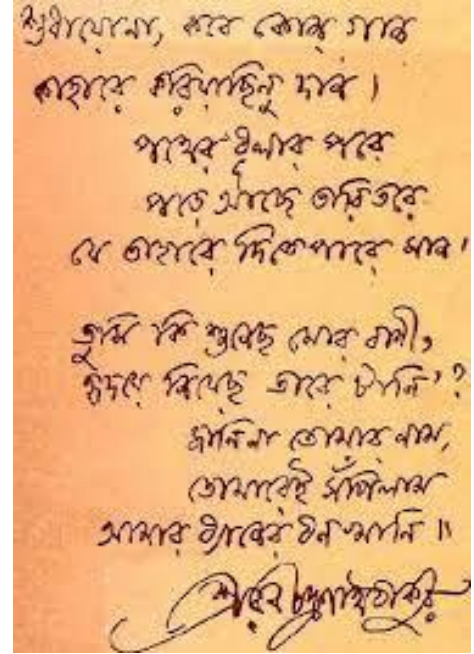 শুধায়োনা, কবে কোন গান
কাহারে করিয়াছিনু দান।
পথের ধূলার পরে
পড়ে আছে তারি তরে
যে তাহারে দিতে পারে মান।
তুমি কি শুনেছ মোর বাণী,
হৃদয়ে নিয়েছ তারে টানি'?
জানিনা তোমার নাম,
তোমারেই সঁপিলাম
আমার ধ্যানের ধনখানি॥
শ্রীরবীন্দ্রনাথ ঠাকুর